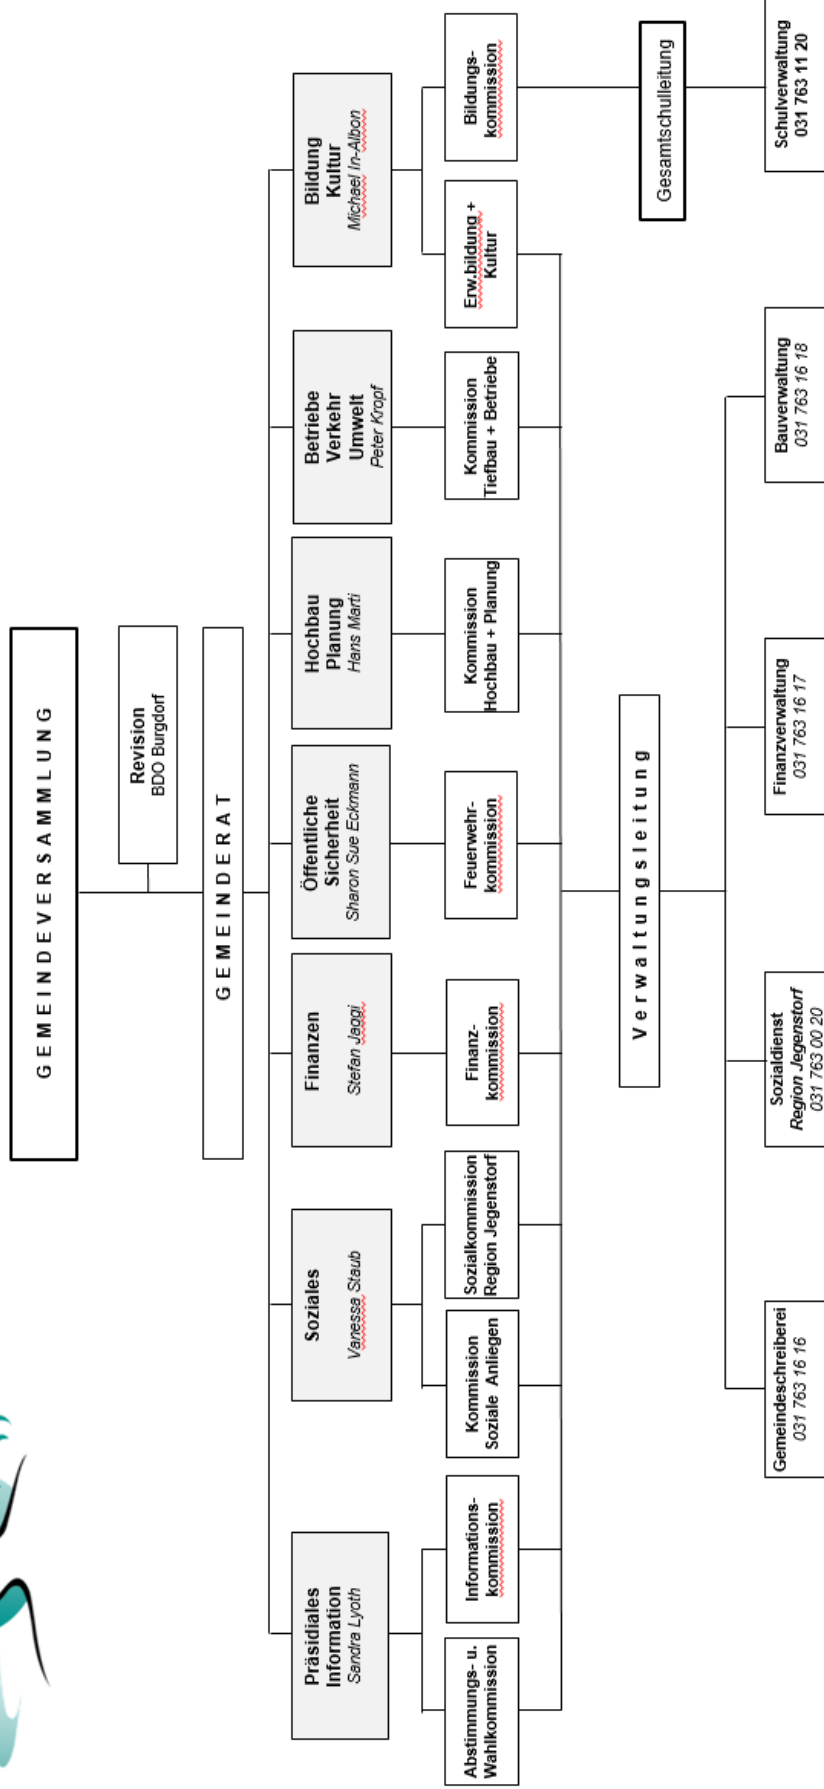 GEMEINDEVERSAMMLUNG
Revision
BDO Burgdorf
GEMEINDERAT
Präsidiales
Information
Sandra Lyoth
Soziales
Vanessa Staub
Finanzen
Stefan Jaggi
Öffentliche
Sicherheit
Sharon Sue Eckmann
Hochbau
Planung
Hans Marti
Betriebe
Verkehr
Umwelt
Peter Kropf
Bildung
Kultur
Michael In-Albon
Abstimmungs- u.
Wahlkommission
Informations-
kommission
Kommission
Soziale Anliegen
Sozialkommission
Region Jegenstorf
Finanz-
kommission
Feuerwehr-
kommission
Kommission
Hochbau + Planung
Kommission
Tiefbau + Betriebe
Erw.bildung +
Kultur
Bildungs-
kommission
Verwaltungsleitung
Gesamtschulleitung
Gemeindeschreiberei
031 763 16 16
Sozialdienst
Region Jegenstorf
031 763 00 20
Finanzverwaltung
031 763 16 17
Bauverwaltung
031 763 16 18
Schulverwaltung
031 763 11 20